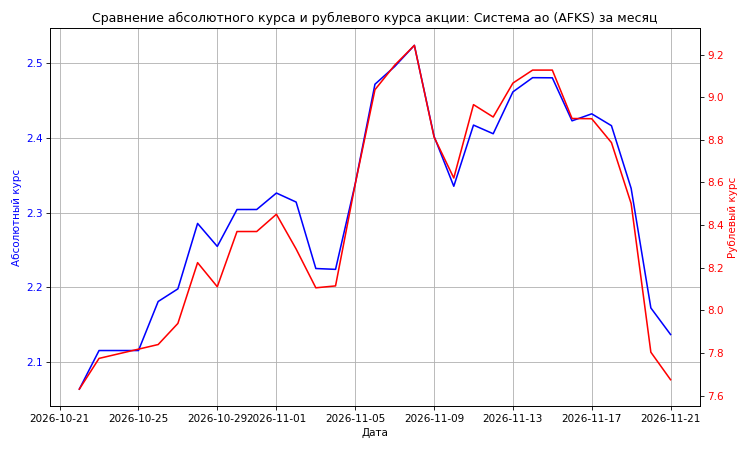 Сравнение абсолютного курса и рублевого курса акции: Система ао (AFKS) за месяц
2.5
2.4
2.3
2.2
2.1
Абсолютный курс
9.2
9.0
8.8
8.6
8.4
8.2
8.0
7.8
7.6
Рублевый курс
2026-10-21 2026-10-25 2026-10-29 2026-11-01 2026-11-05 2026-11-09 2026-11-13 2026-11-17 2026-11-21
Дата